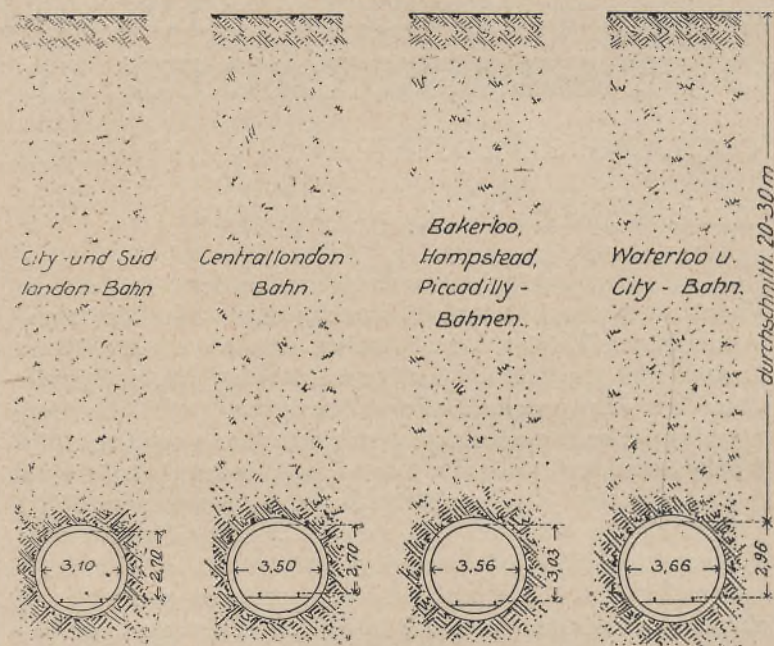 City-und Süd
london-Bahn
Centrallondon-
Bahn.
Bakerloo,
Hampstead,
Piccadilly-
Bahnen.
Waterloo u.
City-Bahn.
durchschnittl. 20-30m
3,10
2,70
3,50
2,70
3,56
3,03
3,66
2,96